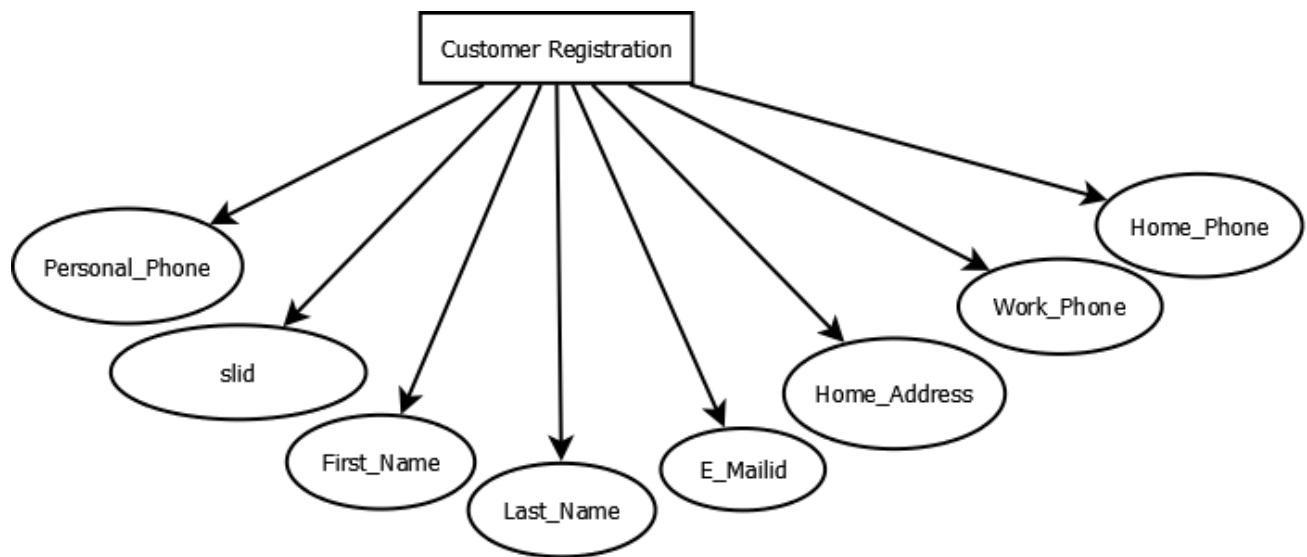 Customer Registration
Personal_Phone
slid
First_Name
Last_Name
E_Mailid
Home_Address
Work_Phone
Home_Phone